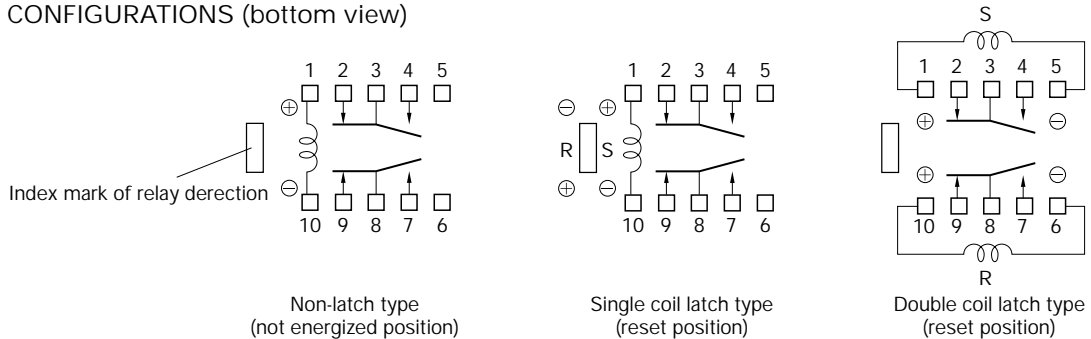 CONFIGURATIONS (bottom view)
1 2 3 4 5
⊕
⊖
10 9 8 7 6
Index mark of relay derection
Non-latch type
(not energized position)
1 2 3 4 5
⊖ ⊕
R S
⊕ ⊖
10 9 8 7 6
Single coil latch type
(reset position)
S
1 2 3 4 5
⊕ ⊖
⊕ ⊖
10 9 8 7 6
R
Double coil latch type
(reset position)